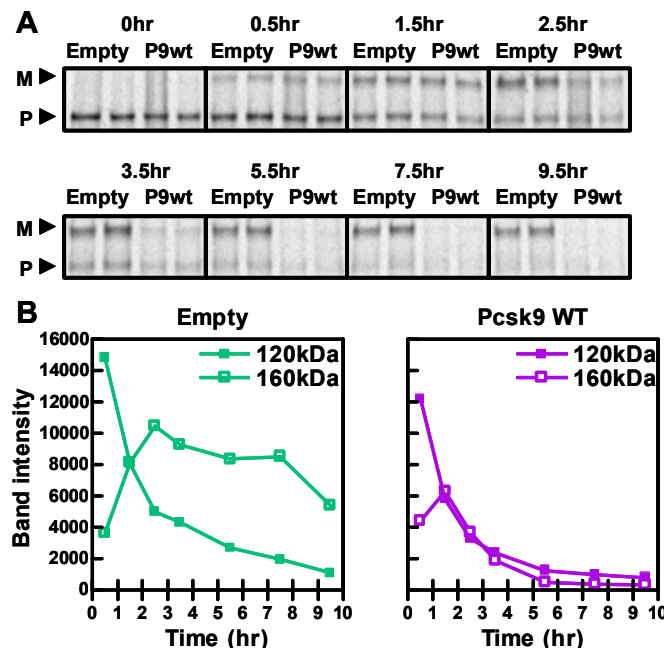 A
0hr 0.5hr 1.5hr 2.5hr
Empty P9wt Empty P9wt Empty P9wt Empty P9wt
M
P
3.5hr 5.5hr 7.5hr 9.5hr
Empty P9wt Empty P9wt Empty P9wt Empty P9wt
M
P
B
Empty
Pcsk9 WT
16000
14000
12000
10000
8000
6000
4000
2000
0
Band intensity
120kDa
160kDa
120kDa
160kDa
0 1 2 3 4 5 6 7 8 9 10
0 1 2 3 4 5 6 7 8 9 10
Time (hr)
Time (hr)